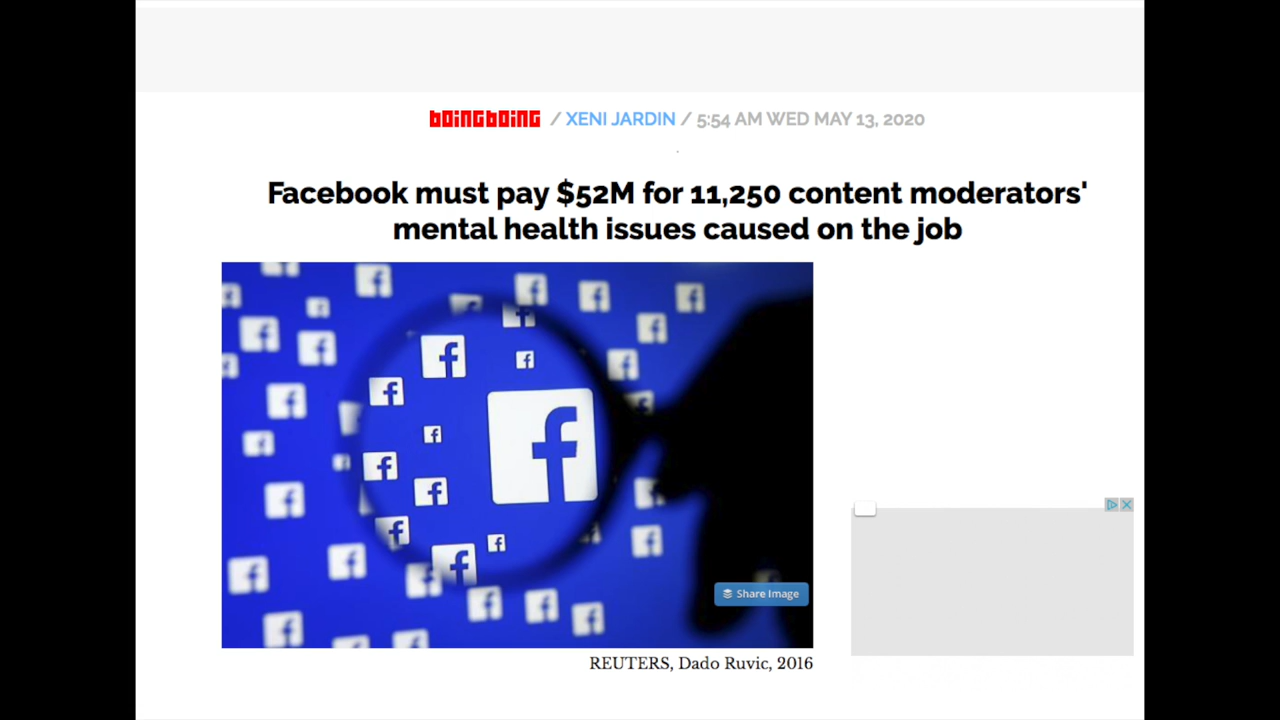 boingboing / XENI JARDIN / 5:54 AM WED MAY 13, 2020
Facebook must pay $52M for 11,250 content moderators'
mental health issues caused on the job
Share Image
REUTERS, Dado Ruvic, 2016